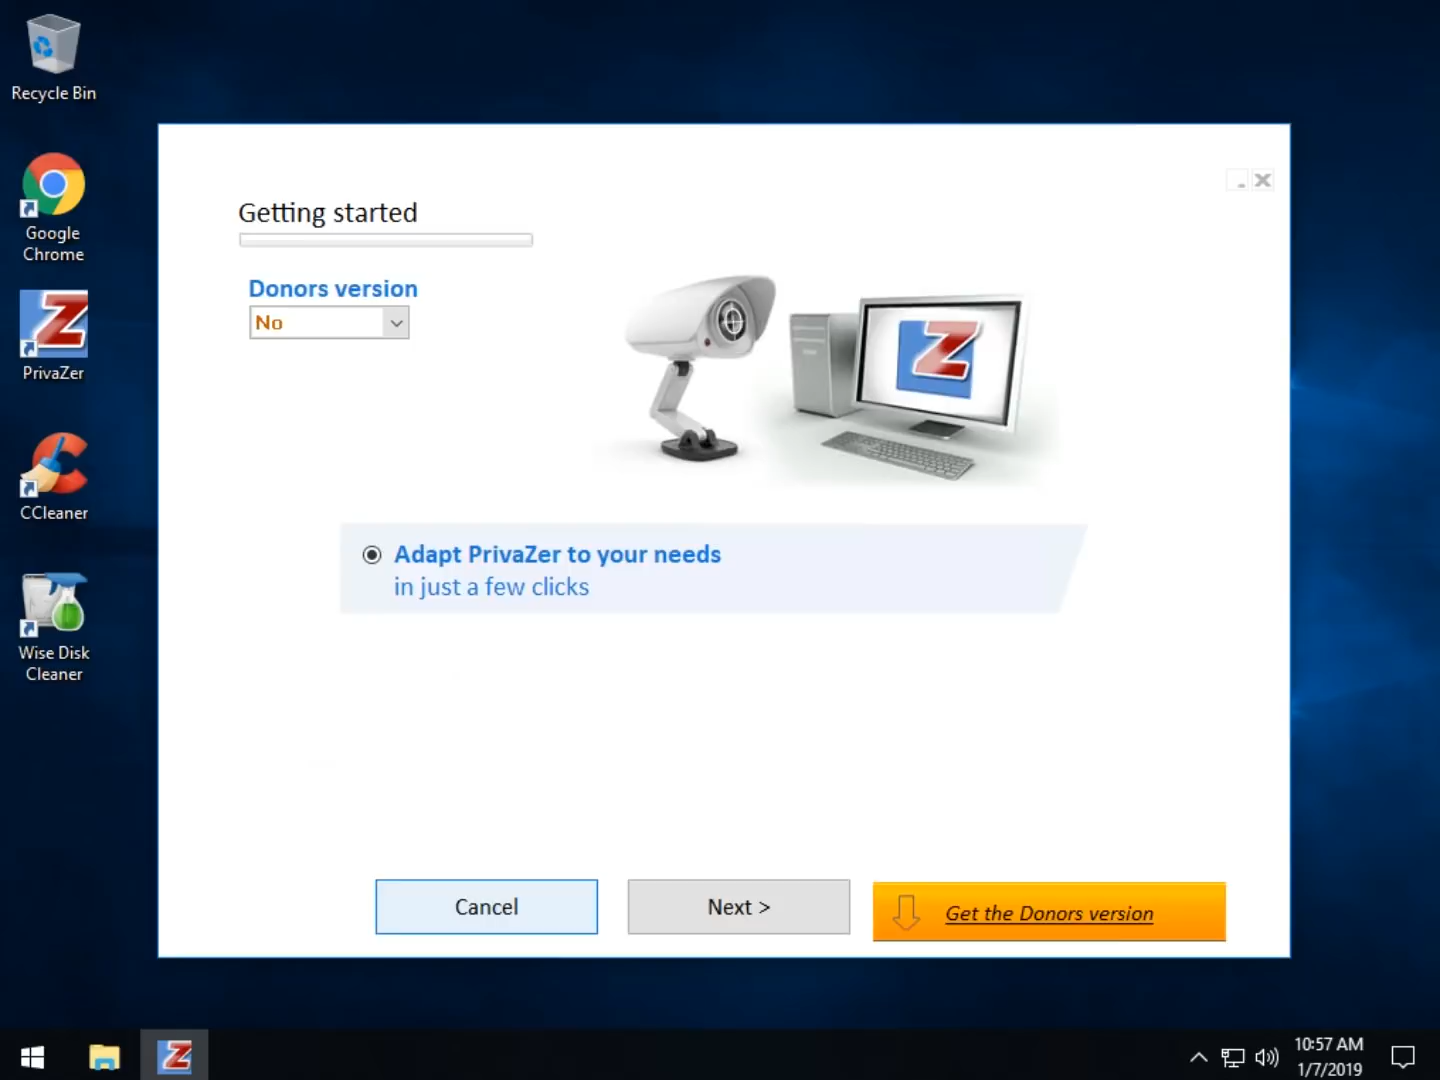 Recycle Bin
Google
Chrome
PrivaZer
CCleaner
Wise Disk
Cleaner
Getting started
Donors version
No
Adapt PrivaZer to your needs
in just a few clicks
Cancel
Next >
Get the Donors version
10:57 AM
1/7/2019